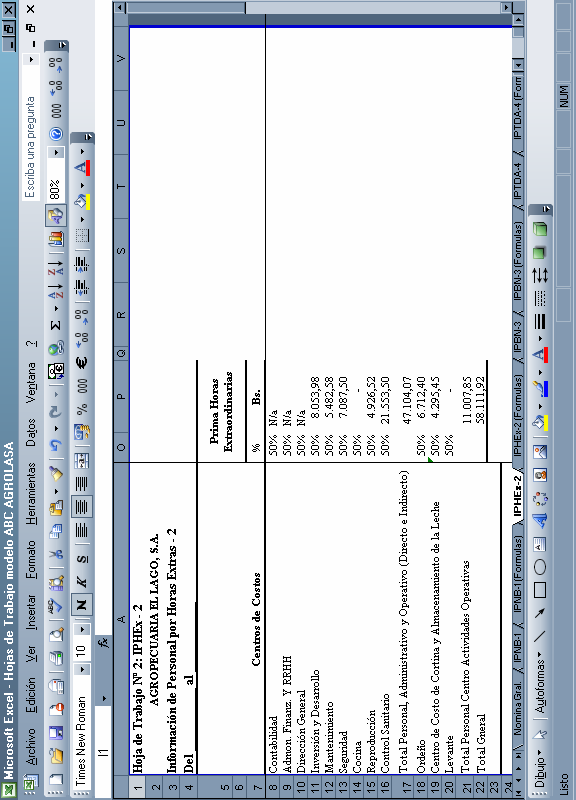 Microsoft Excel - Hojas de Trabajo modelo ABC AGROLASA
Archivo Edición Ver Insertar Formato Herramientas Datos Ventana ? Escriba una pregunta
80%
Times New Roman 10 N K S % 000 €
I1 fx
A O P Q R S T U V
1 Hoja de Trabajo Nº 2: IPHEx - 2
2 AGROPECUARIA EL LAGO, S.A.
3 Información de Personal por Horas Extras - 2
4 Del al
5 Prima Horas
6 Extraordinarias
7 Centros de Costos % Bs.
8 Contabilidad 50% N/a
9 Admon. Finanz. Y RRHH 50% N/a
10 Dirección General 50% N/a
11 Inversión y Desarrollo 50% 8.053,98
12 Mantenimiento 50% 5.482,58
13 Seguridad 50% 7.087,50
14 Cocina 50% -
15 Reproducción 50% 4.926,52
16 Control Sanitario 50% 21.553,50
17 Total Personal, Administrativo y Operativo (Directo e Indirecto) 47.104,07
18 Ordeño 50% 6.712,40
19 Centro de Costo de Cortina y Almacenamiento de la Leche 50% 4.295,45
20 Levante 50% -
21 Total Personal Centro Actividades Operativas 11.007,85
22 Total Gneral 58.111,92
23
24
Nomina Gral. IPNB-1 IPNB-1(Formulas) IPHEx-2 IPHEx-2 (Formulas) IPBN-3 IPBNI-3 (Formulas) IPTDA-4 IPTDA-4 (Form
Dibujo Autoformas
Listo NUM